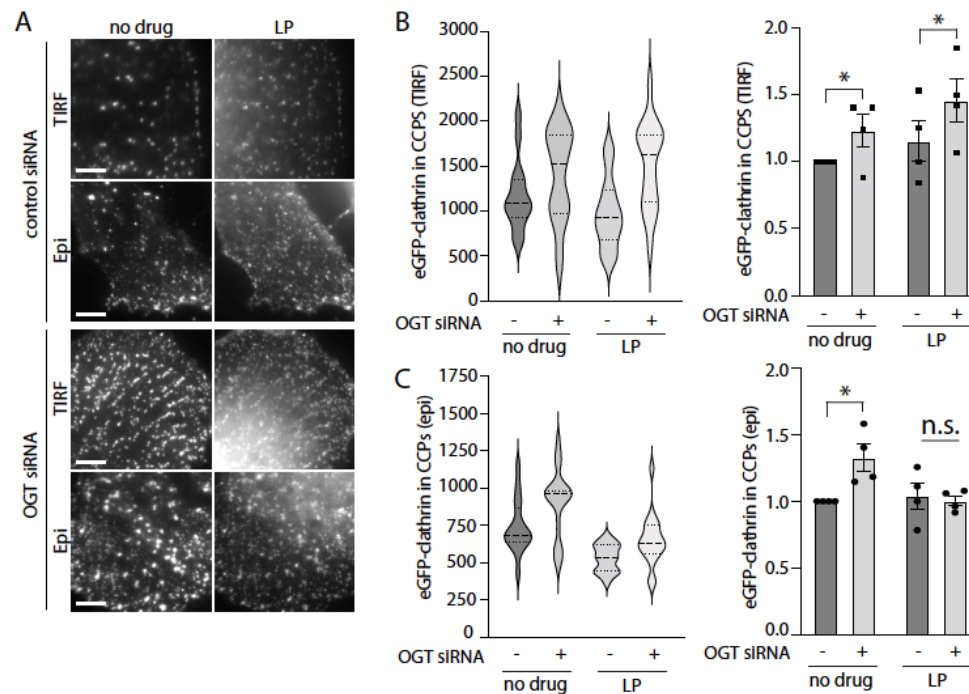 A
no drug LP
control siRNA
TIRF
Epi
OGT siRNA
TIRF
Epi
B
eGFP-clathrin in CCPS (TIRF)
3000
2500
2000
1500
1000
500
0
OGT siRNA - + - +
no drug LP
*
*
eGFP-clathrin in CCPS (TIRF)
2.0
1.5
1.0
0.5
0.0
OGT siRNA - + - +
no drug LP
C
eGFP-clathrin in CCPs (epi)
1750
1500
1250
1000
750
500
250
0
OGT siRNA - + - +
no drug LP
*
n.s.
eGFP-clathrin in CCPs (epi)
2.0
1.5
1.0
0.5
0.0
OGT siRNA - + - +
no drug LP